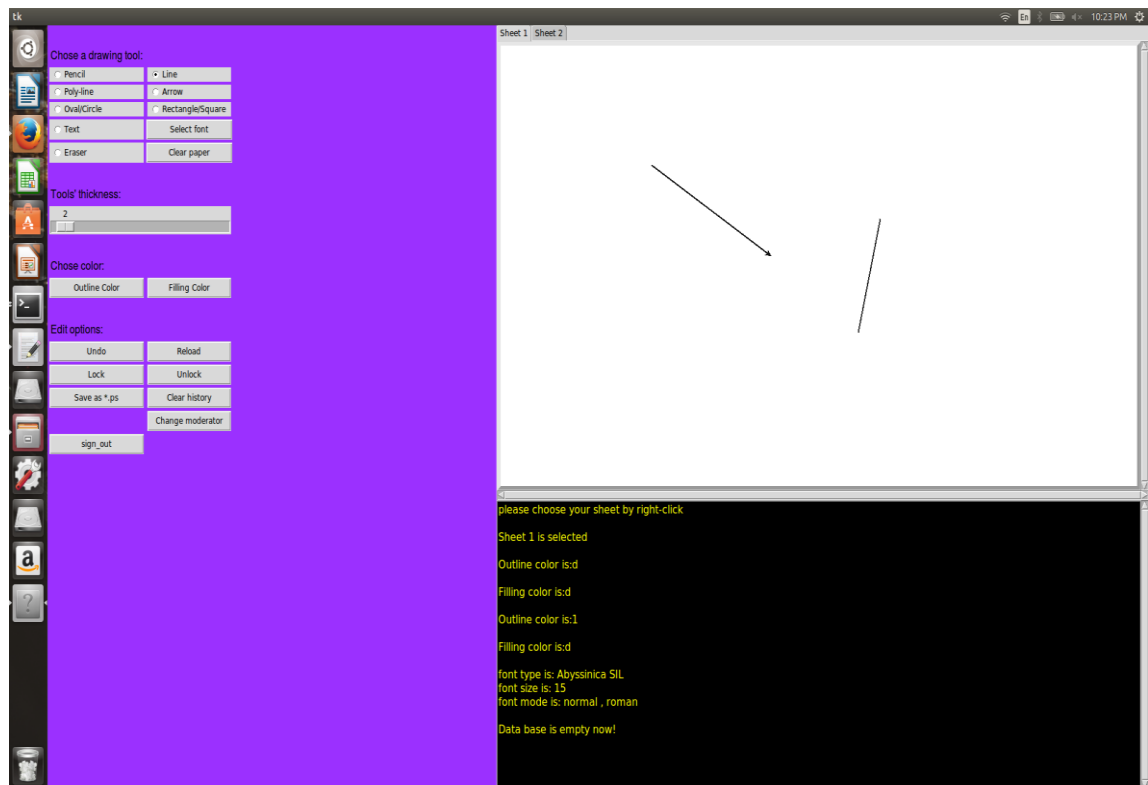 tk
En
10:23 PM
Chose a drawing tool:
Pencil
Line
Poly-line
Arrow
Oval/Circle
Rectangle/Square
Text
Select font
Eraser
Clear paper
Tools' thickness:
2
Chose color:
Outline Color
Filling Color
Edit options:
Undo
Reload
Lock
Unlock
Save as *.ps
Clear history
Change moderator
sign_out
Sheet 1
Sheet 2
please choose your sheet by right-click
Sheet 1 is selected
Outline color is:d
Filling color is:d
Outline color is:1
Filling color is:d
font type is: Abyssinica SIL
font size is: 15
font mode is: normal , roman
Data base is empty now!